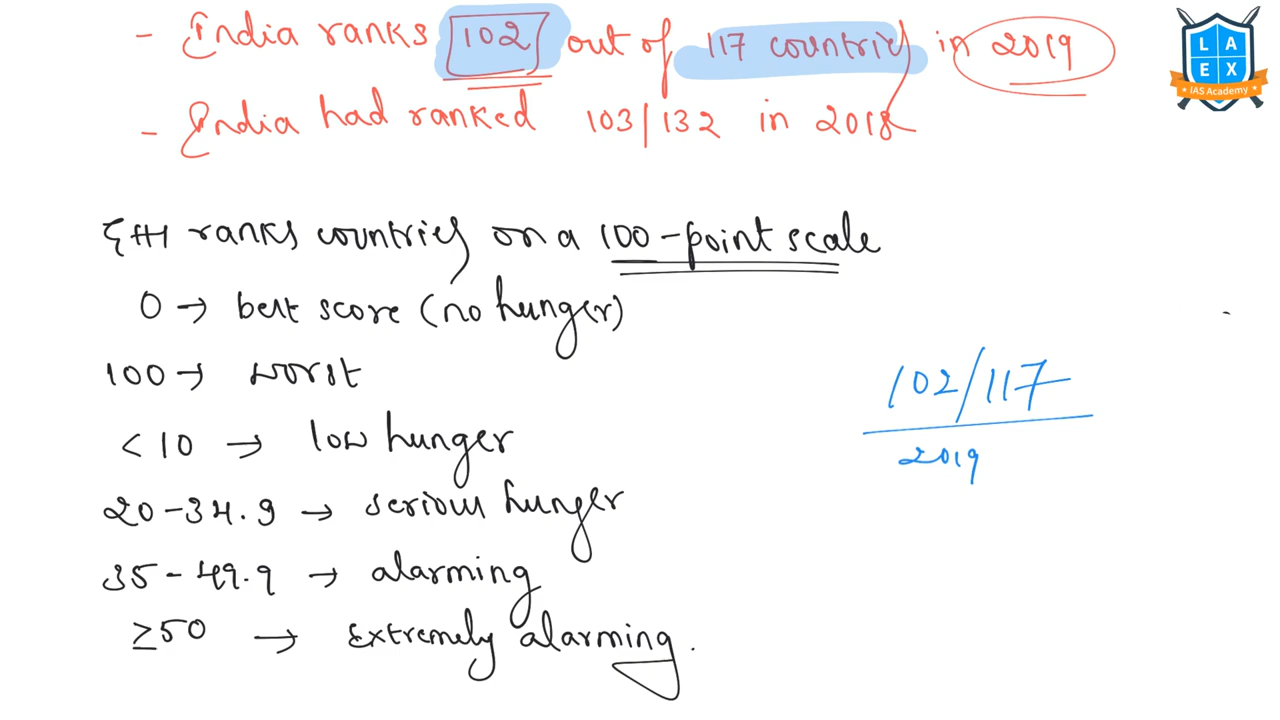 - India ranks 102 out of 117 countries in 2019
- India had ranked 103/132 in 2018
GHI ranks countries on a 100-point scale
0 → best score (no hunger)
100 → worst
< 10 → low hunger
20-34.9 → serious hunger
35-49.9 → alarming
≥50 → Extremely alarming.
102/117
2019
L A
E X
IAS Academy